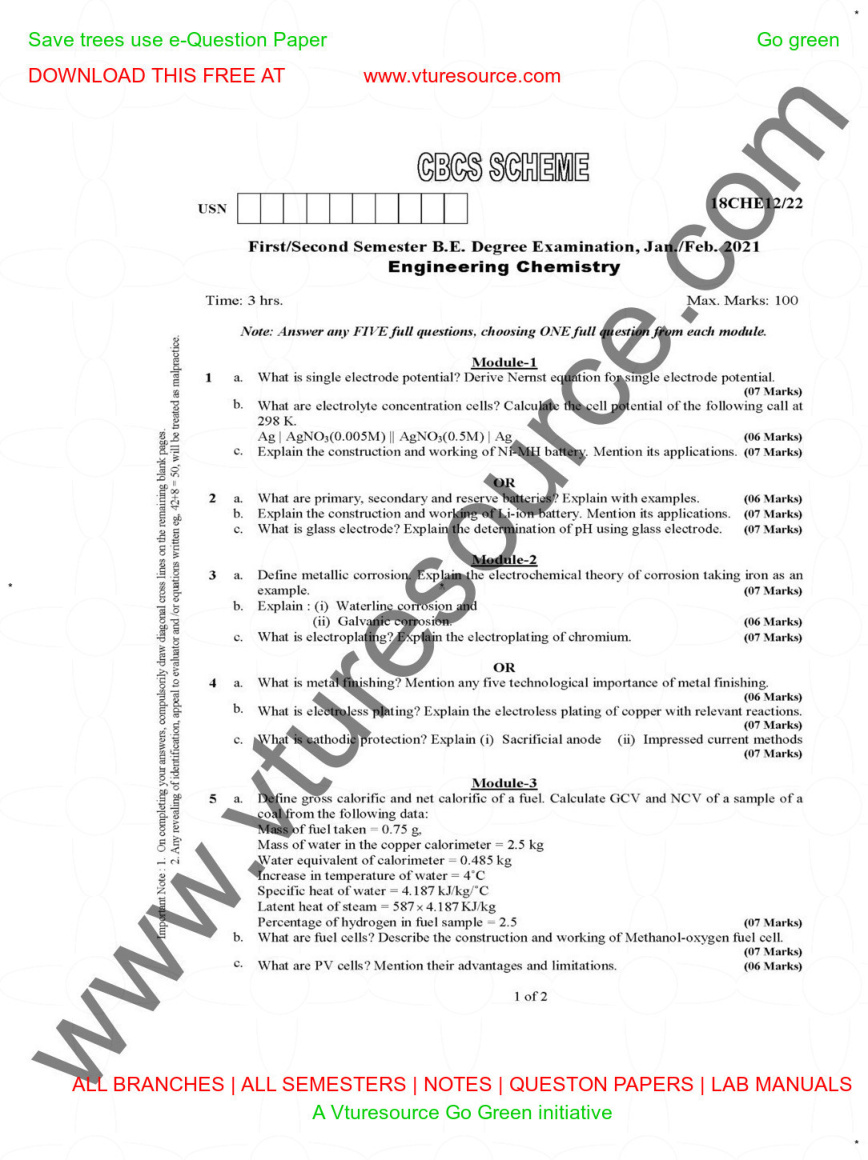 Save trees use e-Question Paper
Go green
DOWNLOAD THIS FREE AT
www.vturesource.com
CBCS SCHEME
USN
18CHE12/22
First/Second Semester B.E. Degree Examination, Jan./Feb. 2021
Engineering Chemistry
Time: 3 hrs.
Max. Marks: 100
Note: Answer any FIVE full questions, choosing ONE full question from each module.
Important Note : 1. On completing your answers, compulsorily draw diagonal cross lines on the remaining blank pages.
2. Any revealing of identification, appeal to evaluator and /or equations written eg, 42+8 = 50, will be treated as malpractice.
Module-1
1 a. What is single electrode potential? Derive Nernst equation for single electrode potential.
(07 Marks)
b. What are electrolyte concentration cells? Calculate the cell potential of the following call at
298 K.
Ag | AgNO₃(0.005M) || AgNO₃(0.5M) | Ag (06 Marks)
c. Explain the construction and working of Ni-MH battery. Mention its applications. (07 Marks)
OR
2 a. What are primary, secondary and reserve batteries? Explain with examples. (06 Marks)
b. Explain the construction and working of Li-ion battery. Mention its applications. (07 Marks)
c. What is glass electrode? Explain the determination of pH using glass electrode. (07 Marks)
Module-2
3 a. Define metallic corrosion. Explain the electrochemical theory of corrosion taking iron as an
example. (07 Marks)
b. Explain : (i) Waterline corrosion and
(ii) Galvanic corrosion. (06 Marks)
c. What is electroplating? Explain the electroplating of chromium. (07 Marks)
OR
4 a. What is metal finishing? Mention any five technological importance of metal finishing.
(06 Marks)
b. What is electroless plating? Explain the electroless plating of copper with relevant reactions.
(07 Marks)
c. What is cathodic protection? Explain (i) Sacrificial anode (ii) Impressed current methods
(07 Marks)
Module-3
5 a. Define gross calorific and net calorific of a fuel. Calculate GCV and NCV of a sample of a
coal from the following data:
Mass of fuel taken = 0.75 g,
Mass of water in the copper calorimeter = 2.5 kg
Water equivalent of calorimeter = 0.485 kg
Increase in temperature of water = 4˚C
Specific heat of water = 4.187 kJ/kg/˚C
Latent heat of steam = 587 × 4.187 KJ/kg
Percentage of hydrogen in fuel sample = 2.5 (07 Marks)
b. What are fuel cells? Describe the construction and working of Methanol-oxygen fuel cell.
(07 Marks)
c. What are PV cells? Mention their advantages and limitations. (06 Marks)
1 of 2
www.vturesource.com
ALL BRANCHES | ALL SEMESTERS | NOTES | QUESTON PAPERS | LAB MANUALS
A Vturesource Go Green initiative